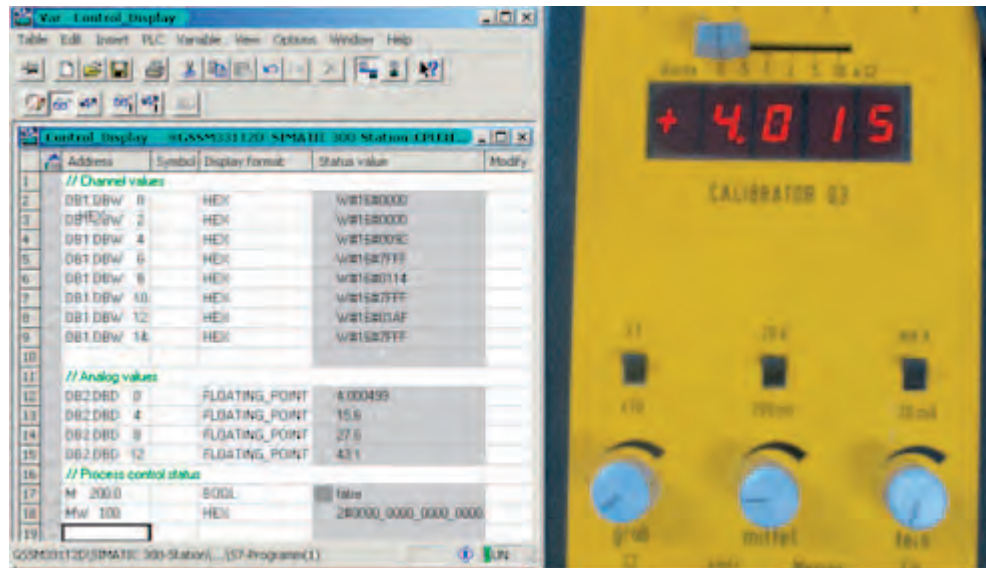 Var - Control_Display
Table Edit Insert PLC Variable View Options Window Help
Control_Display
SIMATIC 300-Station
Address Symbol Display format Status value Modify
1 // Channel values
2 DB1.DBW 0 HEX W#16#0000
3 DBW 2 HEX W#16#0000
4 DB1.DBW 4 HEX W#16#009C
5 DB1.DBW 6 HEX W#16#7FFF
6 DB1.DBW 8 HEX W#16#0114
7 DB1.DBW 10 HEX W#16#7FFF
8 DB1.DBW 12 HEX W#16#01AF
9 DB1.DBW 14 HEX W#16#7FFF
10
11 // Analog values
12 DB2.DBD 0 FLOATING_POINT 4.000499
13 DB2.DBD 4 FLOATING_POINT 15.6
14 DB2.DBD 8 FLOATING_POINT 27.6
15 DB2.DBD 12 FLOATING_POINT 43.1
16 // Process control status
17 M 200.0 BOOL false
18 MW 100 HEX 2#0000_0000_0000_0000
19
SIMATIC 300-Station\...\S7-Programm(1)
+ 4.015
CALIBRATOR
grob mittel fein